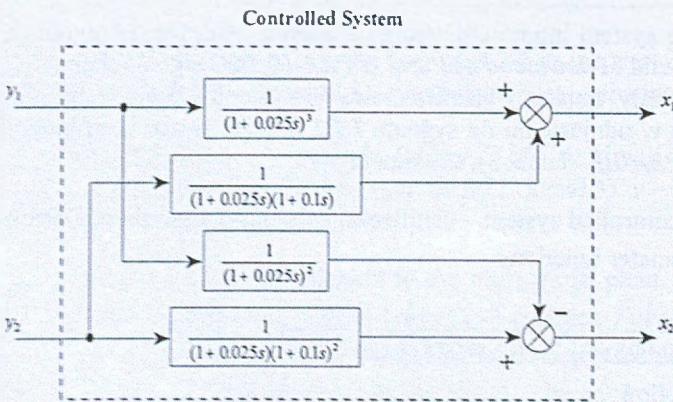 Controlled System
y₁
1
(1+0.025s)²
+
x₁
+
1
(1+0.025s)(1+0.1s)
1
(1+0.025s)²
−
y₂
1
(1+0.025s)(1+0.1s)²
+
x₂